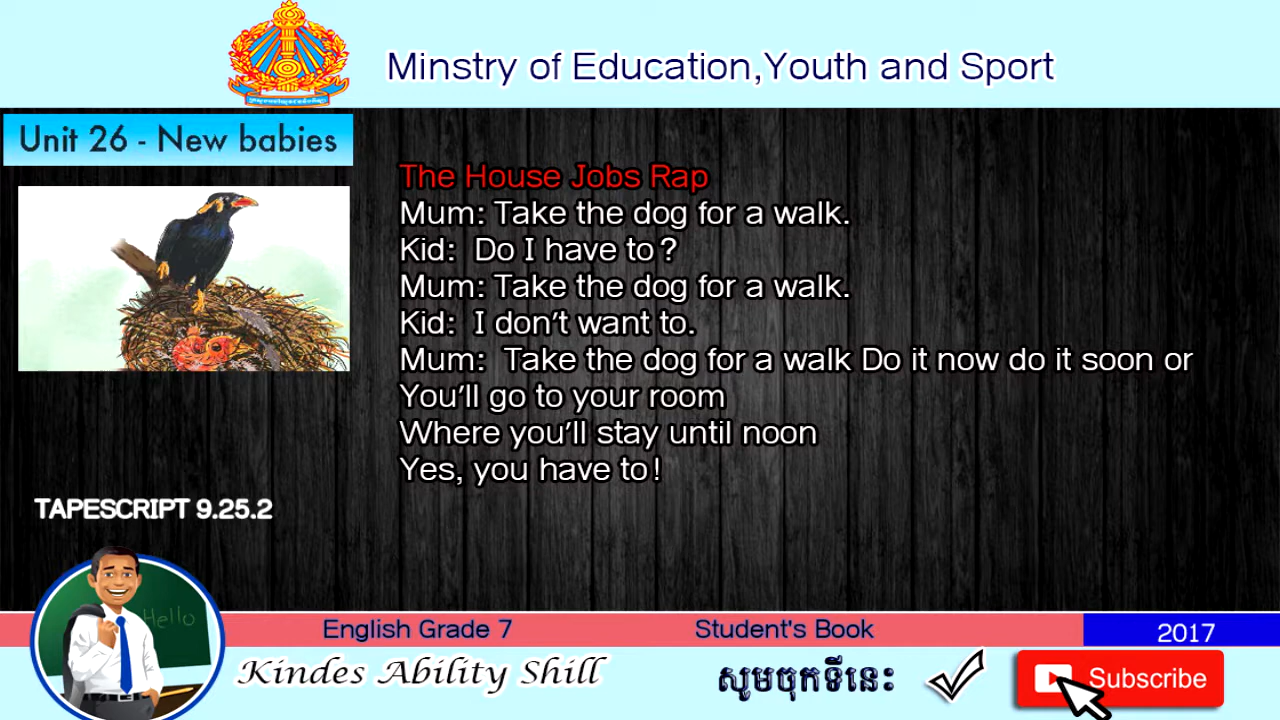 Minstry of Education,Youth and Sport
Unit 26 - New babies
The House Jobs Rap
Mum: Take the dog for a walk.
Kid: Do I have to?
Mum: Take the dog for a walk.
Kid: I don't want to.
Mum: Take the dog for a walk Do it now do it soon or
You'll go to your room
Where you'll stay until noon
Yes, you have to!
TAPESCRIPT 9.25.2
Hello
English Grade 7
Student's Book
2017
Kindes Ability Shill
សូមចុកទីនេះ
Subscribe